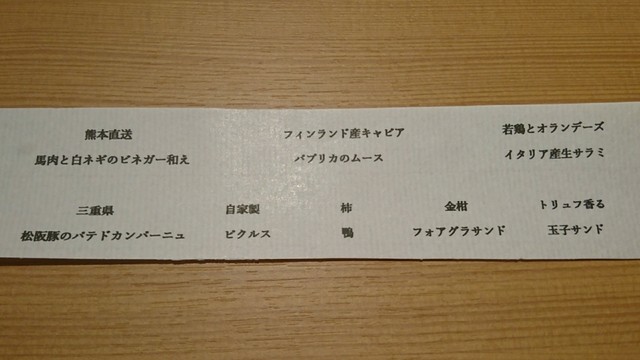 熊本直送
馬肉と白ネギのビネガー和え
フィンランド産キャビア
パプリカのムース
若鶏とオランデーズ
イタリア産生サラミ
三重県
松阪豚のパテドカンパーニュ
自家製
ピクルス
柿
鴨
金柑
フォアグラサンド
トリュフ香る
玉子サンド